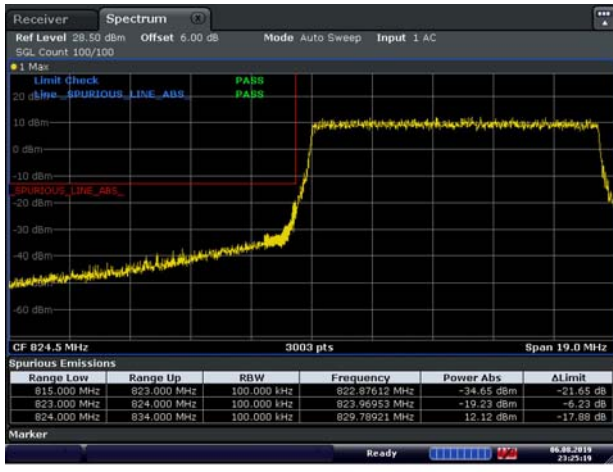 Receiver Spectrum
Ref Level 28.50 dBm Offset 6.00 dB Mode Auto Sweep Input 1 AC
SGL Count 100/100
1 Max
Limit Check PASS
20 dBm Line _SPURIOUS_LINE_ABS_ PASS
10 dBm
0 dBm
-10 dBm
_SPURIOUS_LINE_ABS_
-20 dBm
-30 dBm
-40 dBm
-60 dBm
CF 824.5 MHz 3003 pts Span 19.0 MHz
Spurious Emissions
Range Low Range Up RBW Frequency Power Abs ΔLimit
815.000 MHz 823.000 MHz 100.000 kHz 822.87612 MHz -34.65 dBm -21.65 dB
823.000 MHz 824.000 MHz 100.000 kHz 823.96953 MHz -19.23 dBm -6.23 dB
824.000 MHz 834.000 MHz 100.000 kHz 829.78921 MHz 12.12 dBm -17.88 dB
Marker
Ready 06.08.2019
23:25:19